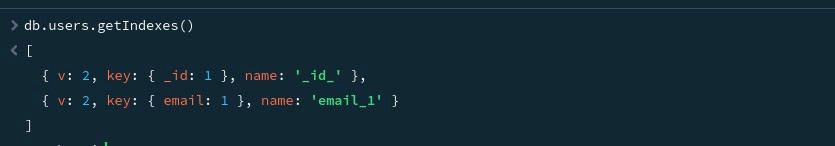 > db.users.getIndexes()
< [
{ v: 2, key: { _id: 1 }, name: '_id_' },
{ v: 2, key: { email: 1 }, name: 'email_1' }
]